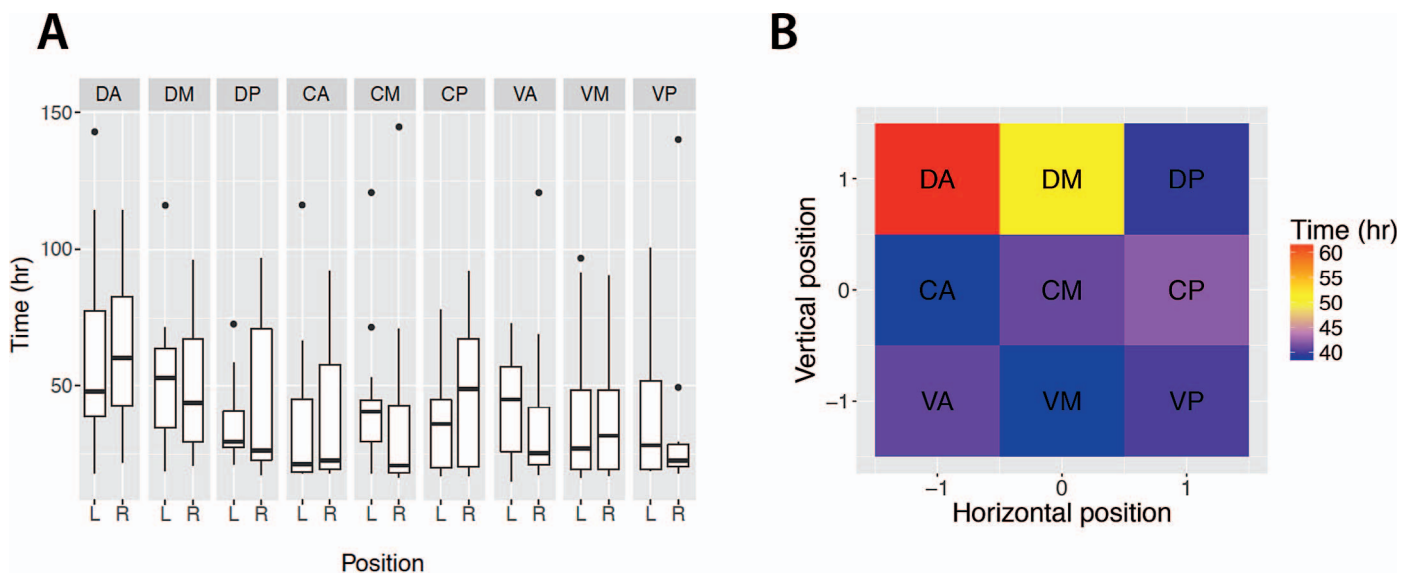 A
DA DM DP CA CM CP VA VM VP
150
100
50
Time (hr)
L R L R L R L R L R L R L R L R L R
Position
B
DA DM DP
CA CM CP
VA VM VP
1
0
−1
Vertical position
−1 0 1
Horizontal position
Time (hr)
60
55
50
45
40